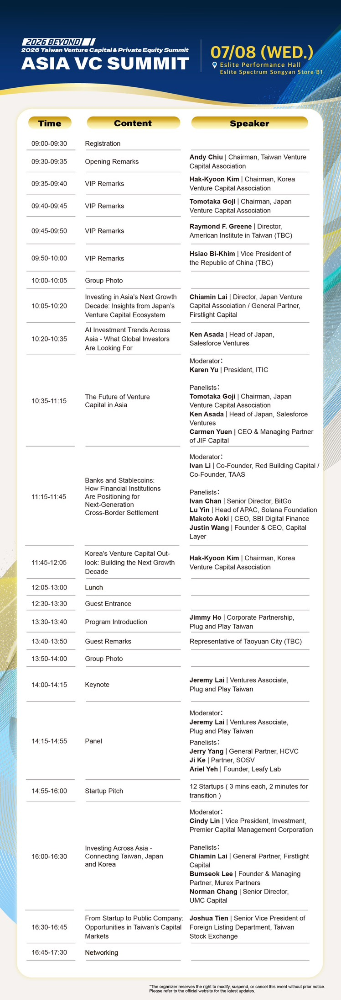 2026 BEYOND
2026 Taiwan Venture Capital & Private Equity Summit
ASIA VC SUMMIT
07/08 (WED.)
Eslite Performance Hall
Eslite Spectrum Songyan Store B1
Time Content Speaker
09:00-09:30 Registration
09:30-09:35 Opening Remarks
Andy Chiu | Chairman, Taiwan Venture
Capital Association
09:35-09:40 VIP Remarks
Hak-Kyoon Kim | Chairman, Korea
Venture Capital Association
09:40-09:45 VIP Remarks
Tomotaka Goji | Chairman, Japan
Venture Capital Association
09:45-09:50 VIP Remarks
Raymond F. Greene | Director,
American Institute in Taiwan (TBC)
09:50-10:00 VIP Remarks
Hsiao Bi-Khim | Vice President of
the Republic of China (TBC)
10:00-10:05 Group Photo
10:05-10:20
Investing in Asia's Next Growth
Decade: Insights from Japan's
Venture Capital Ecosystem
Chiamin Lai | Director, Japan Venture
Capital Association / General Partner,
Firstlight Capital
10:20-10:35
AI Investment Trends Across
Asia - What Global Investors
Are Looking For
Ken Asada | Head of Japan,
Salesforce Ventures
10:35-11:15
The Future of Venture
Capital in Asia
Moderator：
Karen Yu | President, ITIC
Panelists：
Tomotaka Goji | Chairman, Japan
Venture Capital Association
Ken Asada | Head of Japan, Salesforce
Ventures
Carmen Yuen | CEO & Managing Partner
of JIF Capital
11:15-11:45
Banks and Stablecoins:
How Financial Institutions
Are Positioning for
Next-Generation
Cross-Border Settlement
Moderator：
Ivan Li | Co-Founder, Red Building Capital /
Co-Founder, TAAS
Panelists：
Ivan Chan | Senior Director, BitGo
Lu Yin | Head of APAC, Solana Foundation
Makoto Aoki | CEO, SBI Digital Finance
Justin Wang | Founder & CEO, Capital
Layer
11:45-12:05
Korea's Venture Capital Out-
look: Building the Next Growth
Decade
Hak-Kyoon Kim | Chairman, Korea
Venture Capital Association
12:05-13:00 Lunch
12:30-13:30 Guest Entrance
13:30-13:40 Program Introduction
Jimmy Ho | Corporate Partnership,
Plug and Play Taiwan
13:40-13:50 Guest Remarks Representative of Taoyuan City (TBC)
13:50-14:00 Group Photo
14:00-14:15 Keynote
Jeremy Lai | Ventures Associate,
Plug and Play Taiwan
14:15-14:55 Panel
Moderator：
Jeremy Lai | Ventures Associate,
Plug and Play Taiwan
Panelists：
Jerry Yang | General Partner, HCVC
Ji Ke | Partner, SOSV
Ariel Yeh | Founder, Leafy Lab
14:55-16:00 Startup Pitch
12 Startups ( 3 mins each, 2 minutes for
transition )
16:00-16:30
Investing Across Asia -
Connecting Taiwan, Japan
and Korea
Moderator：
Cindy Lin | Vice President, Investment,
Premier Capital Management Corporation
Panelists：
Chiamin Lai | General Partner, Firstlight
Capital
Bumseok Lee | Founder & Managing
Partner, Murex Partners
Norman Chang | Senior Director,
UMC Capital
16:30-16:45
From Startup to Public Company:
Opportunities in Taiwan's Capital
Markets
Joshua Tien | Senior Vice President of
Foreign Listing Department, Taiwan
Stock Exchange
16:45-17:30 Networking
*The organizer reserves the right to modify, suspend, or cancel this event without prior notice.
Please refer to the official website for the latest updates.